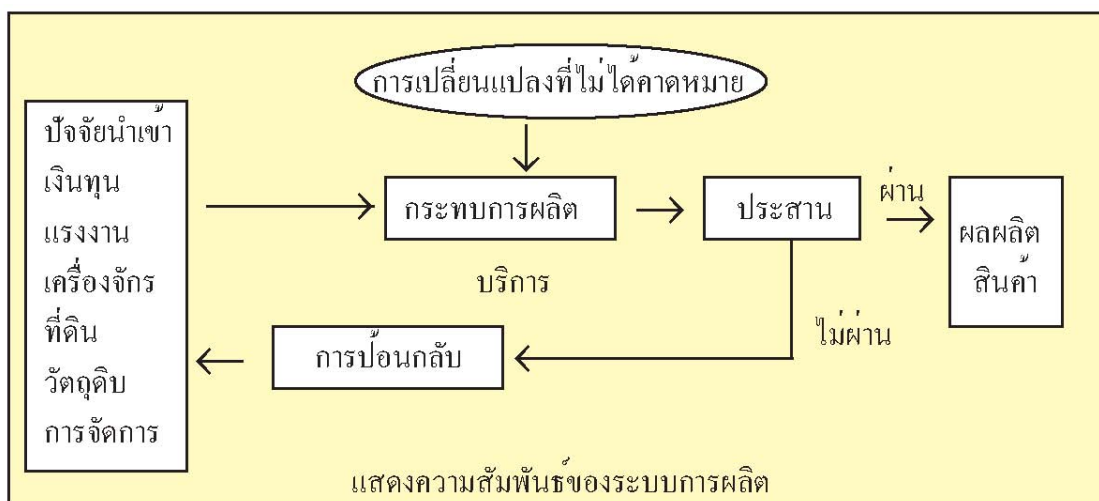 การเปลี่ยนแปลงที่ไม่ได้คาดหมาย
ปัจจัยนำเข้า
เงินทุน
แรงงาน
เครื่องจักร
ที่ดิน
วัตถุดิบ
การจัดการ
กระทบการผลิต
ประสาน
ผ่าน
ผลผลิต
สินค้า
บริการ
ไม่ผ่าน
การป้อนกลับ
แสดงความสัมพันธ์ของระบบการผลิต